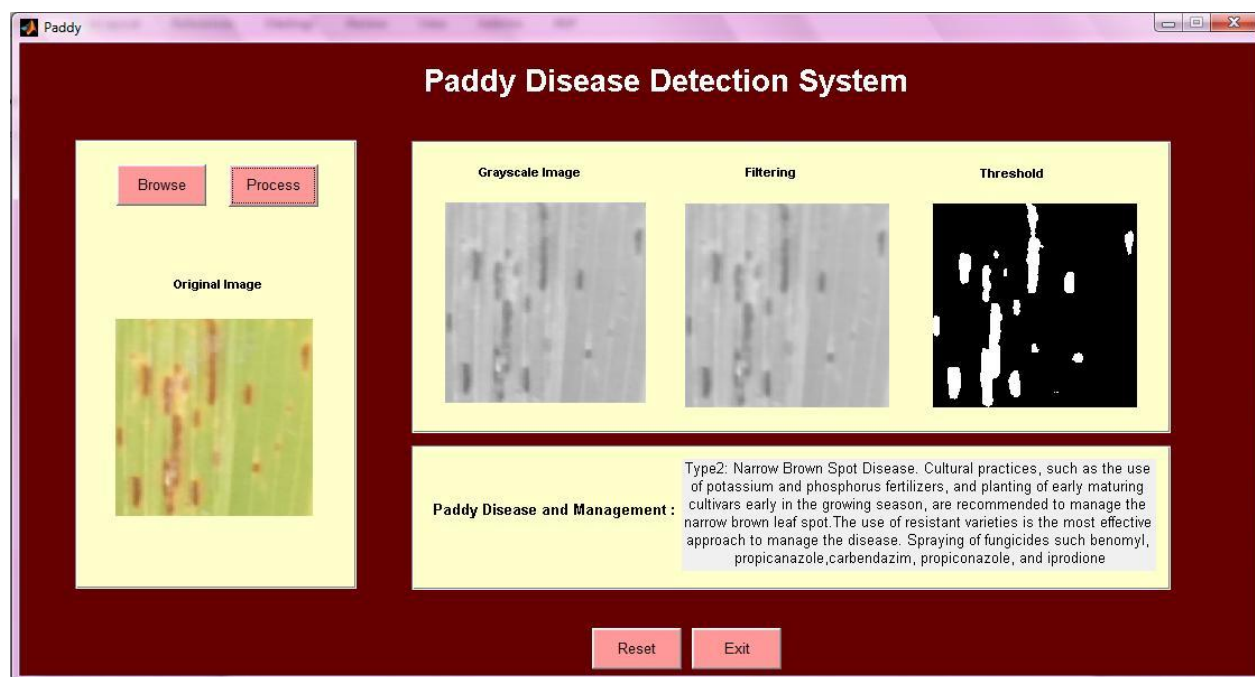 Paddy
Paddy Disease Detection System
Browse
Process
Original Image
Grayscale Image
Filtering
Threshold
Paddy Disease and Management :
Type2: Narrow Brown Spot Disease. Cultural practices, such as the use
of potassium and phosphorus fertilizers, and planting of early maturing
cultivars early in the growing season, are recommended to manage the
narrow brown leaf spot.The use of resistant varieties is the most effective
approach to manage the disease. Spraying of fungicides such benomyl,
propicanazole,carbendazim, propiconazole, and iprodione
Reset
Exit